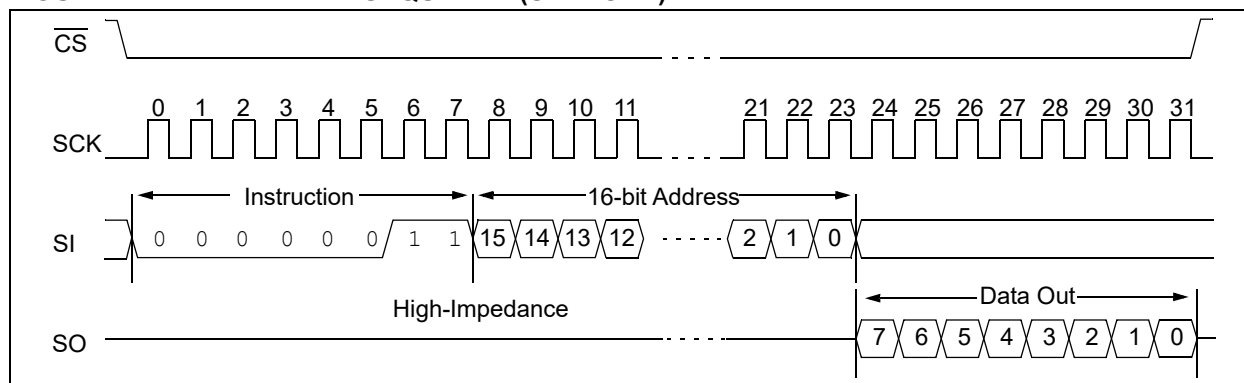 CS
0 1 2 3 4 5 6 7 8 9 10 11 21 22 23 24 25 26 27 28 29 30 31
SCK
Instruction 16-bit Address
SI 0 0 0 0 0 0 1 1 15 14 13 12 2 1 0
High-Impedance Data Out
SO 7 6 5 4 3 2 1 0